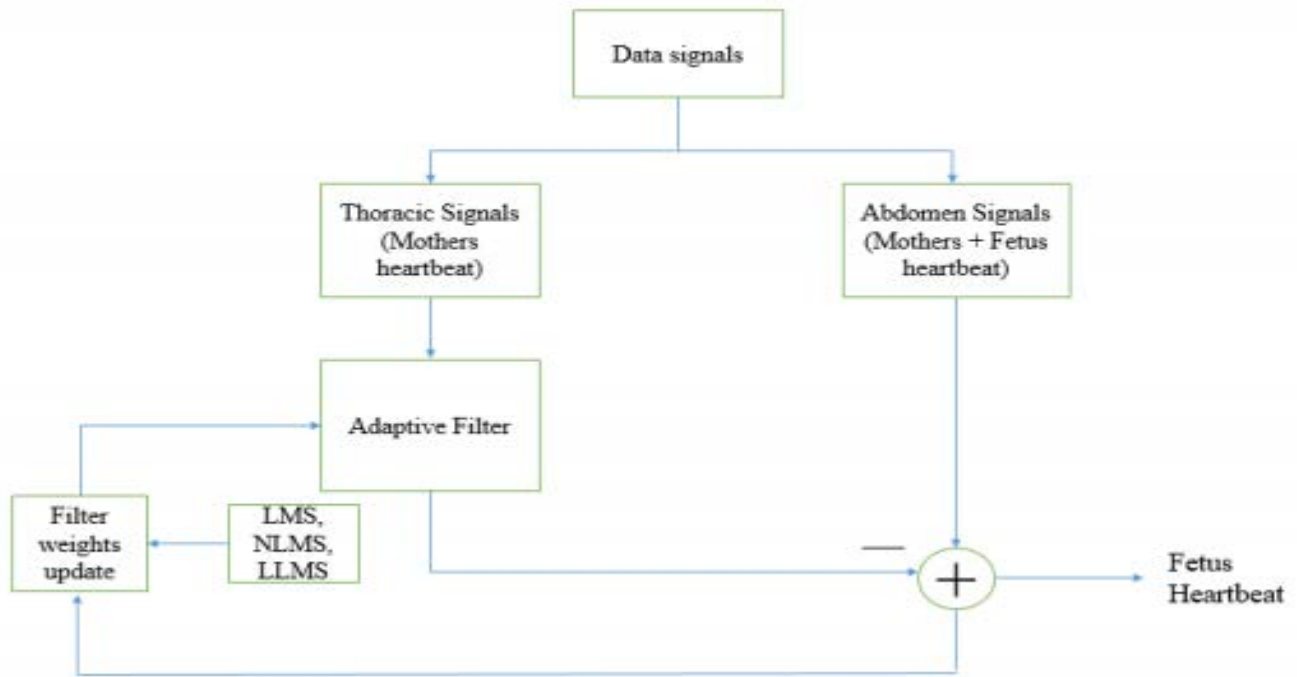 Data signals
Thoracic Signals
(Mothers
heartbeat)
Abdomen Signals
(Mothers + Fetus
heartbeat)
Adaptive Filter
Filter
weights
update
LMS,
NLMS,
LLMS
—
+
Fetus
Heartbeat